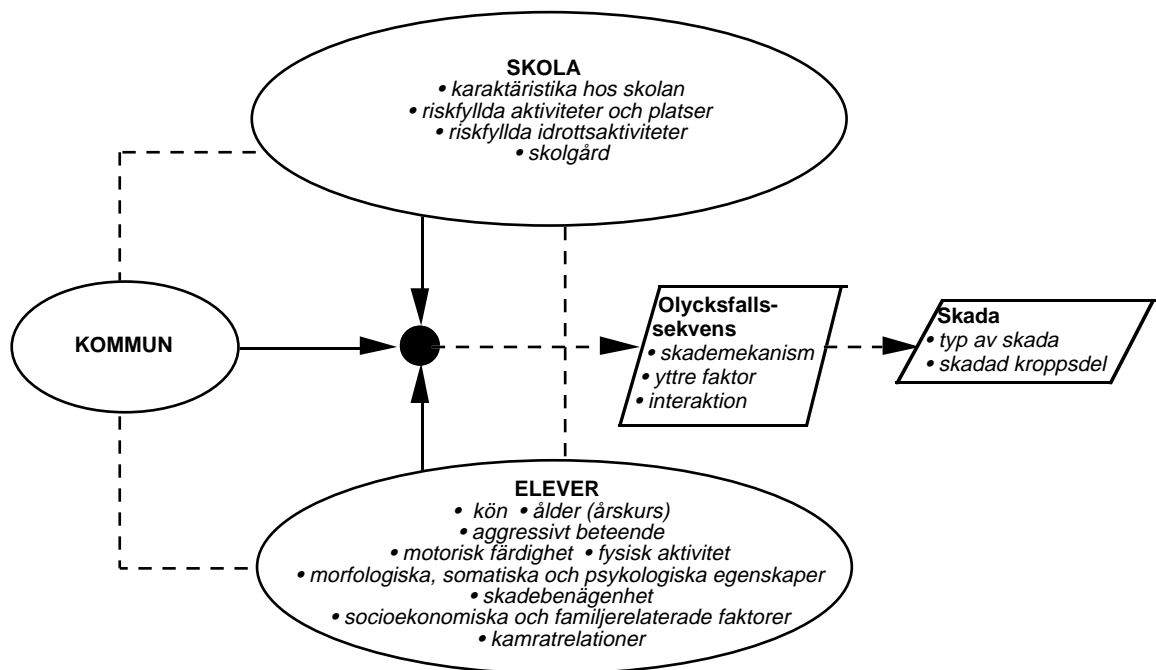 SKOLA
• karaktäristika hos skolan
• riskfyllda aktiviteter och platser
• riskfyllda idrottsaktiviteter
• skolgård
KOMMUN
Olycksfalls-
sekvens
• skademekanism
• yttre faktor
• interaktion
Skada
• typ av skada
• skadad kroppsdel
ELEVER
• kön • ålder (årskurs)
• aggressivt beteende
• motorisk färdighet • fysisk aktivitet
• morfologiska, somatiska och psykologiska egenskaper
• skadebenägenhet
• socioekonomiska och familjerelaterade faktorer
• kamratrelationer